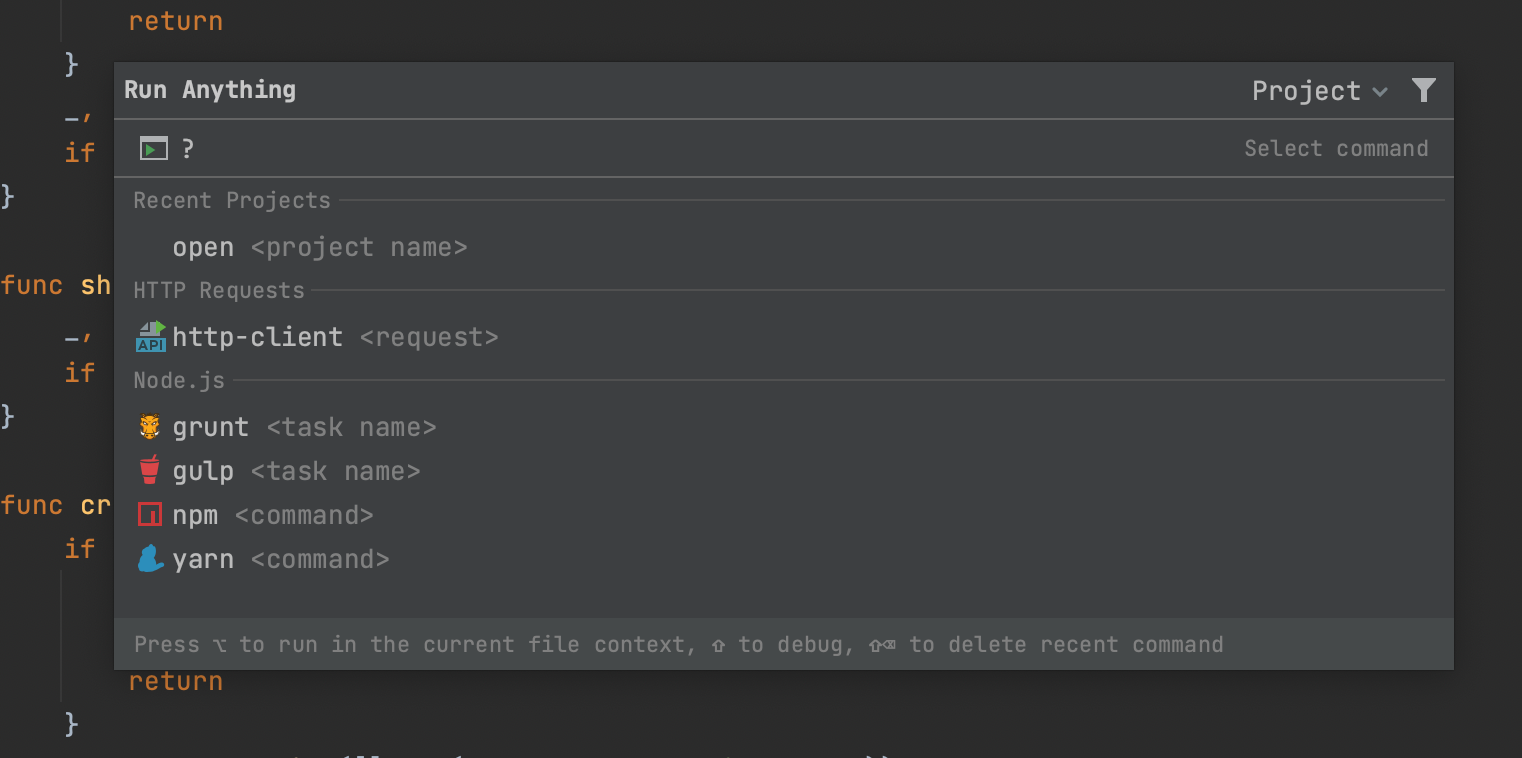 return
}
Run Anything Project
_,
? Select command
if
Recent Projects
}
open <project name>
func sh
HTTP Requests
_,
API http-client <request>
if
Node.js
}
grunt <task name>
gulp <task name>
func cr
npm <command>
if
yarn <command>
Press ⌥ to run in the current file context, ⇧ to debug, ⇧⌫ to delete recent command
return
}